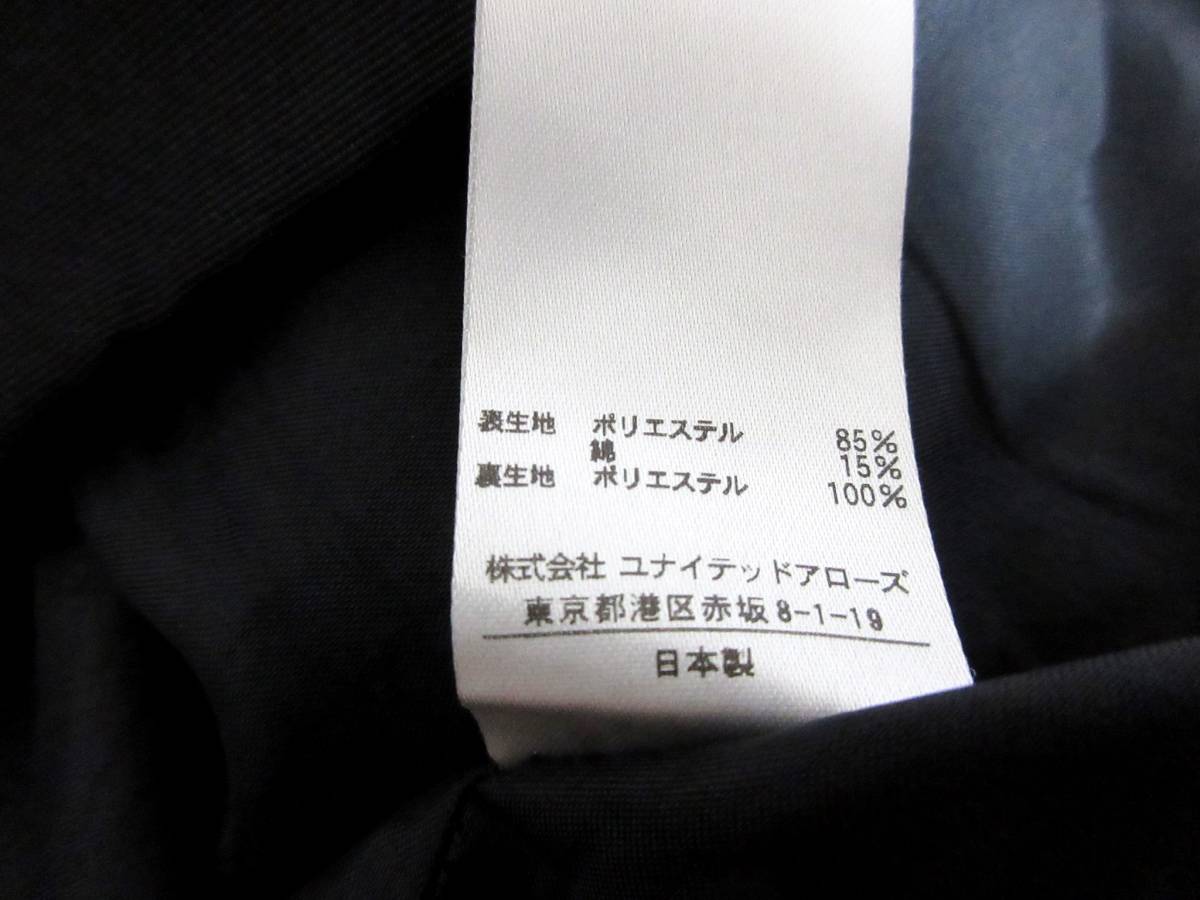 表生地 ポリエステル 85%
綿 15%
裏生地 ポリエステル 100%
株式会社 ユナイテッドアローズ
東京都港区赤坂8-1-19
日本製